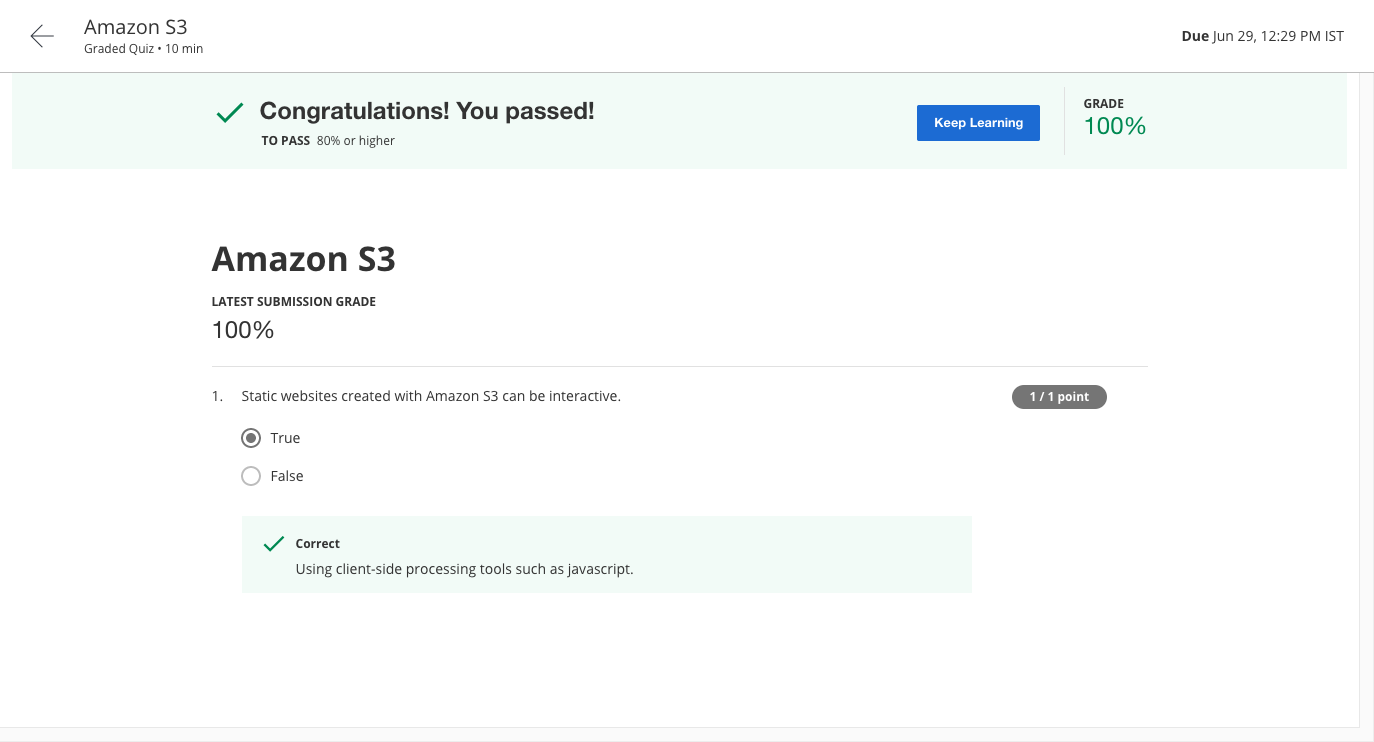 Amazon S3
Graded Quiz • 10 min
Due Jun 29, 12:29 PM IST
Congratulations! You passed!
TO PASS 80% or higher
Keep Learning
GRADE
100%
Amazon S3
LATEST SUBMISSION GRADE
100%
1. Static websites created with Amazon S3 can be interactive.
1 / 1 point
True
False
Correct
Using client-side processing tools such as javascript.